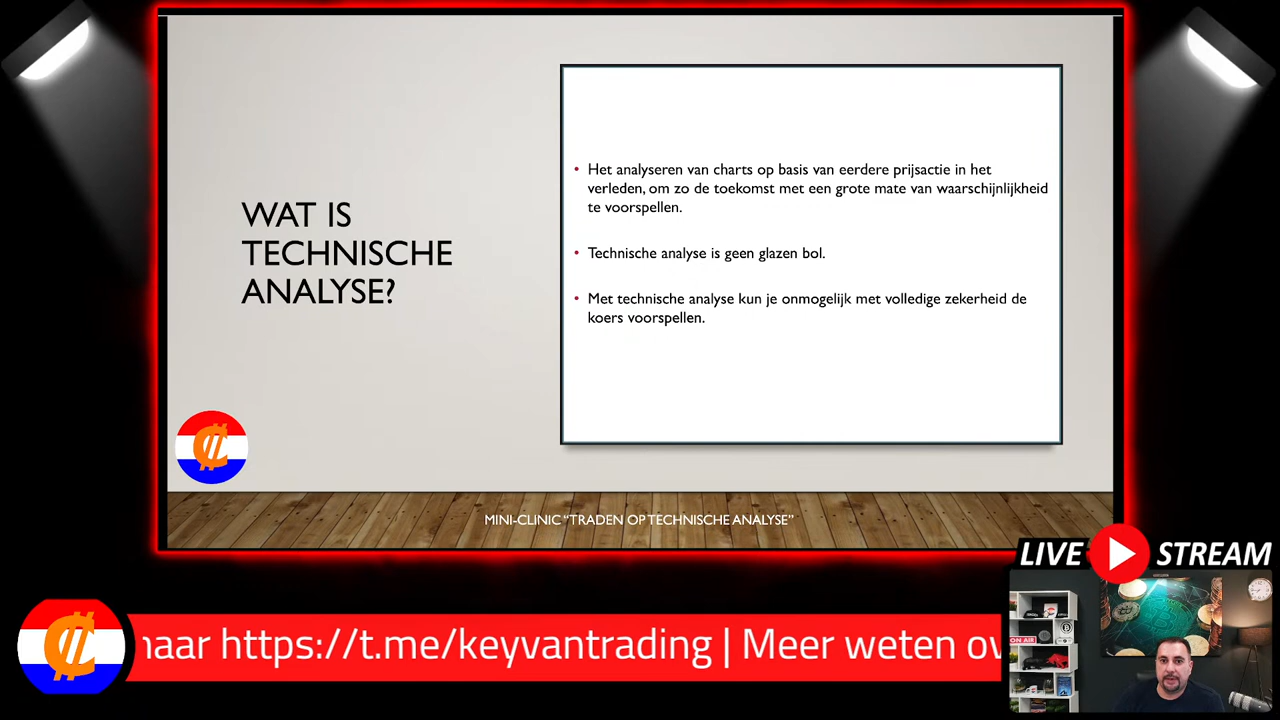 WAT IS
TECHNISCHE
ANALYSE?
• Het analyseren van charts op basis van eerdere prijsactie in het
verleden, om zo de toekomst met een grote mate van waarschijnlijkheid
te voorspellen.
• Technische analyse is geen glazen bol.
• Met technische analyse kun je onmogelijk met volledige zekerheid de
koers voorspellen.
MINI-CLINIC “TRADEN OP TECHNISCHE ANALYSE”
LIVE STREAM
naar https://t.me/keyvantrading | Meer weten ov
ON AIR